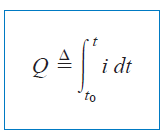 Q ≜ ∫_{t₀}^{t} i dt